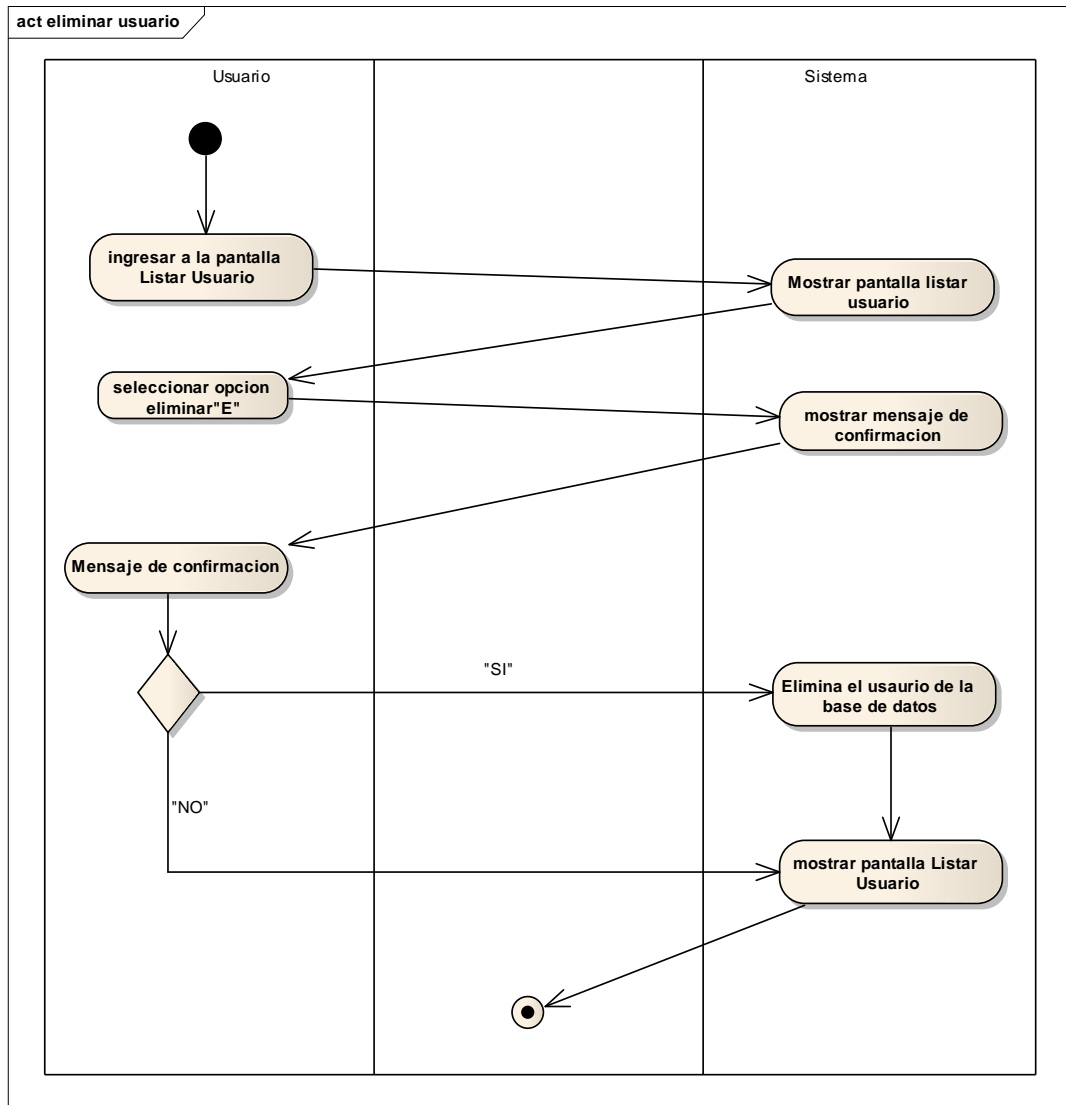 act eliminar usuario
Usuario
Sistema
ingresar a la pantalla
Listar Usuario
Mostrar pantalla listar
usuario
seleccionar opcion
eliminar"E"
mostrar mensaje de
confirmacion
Mensaje de confirmacion
"SI"
Elimina el usaurio de la
base de datos
"NO"
mostrar pantalla Listar
Usuario